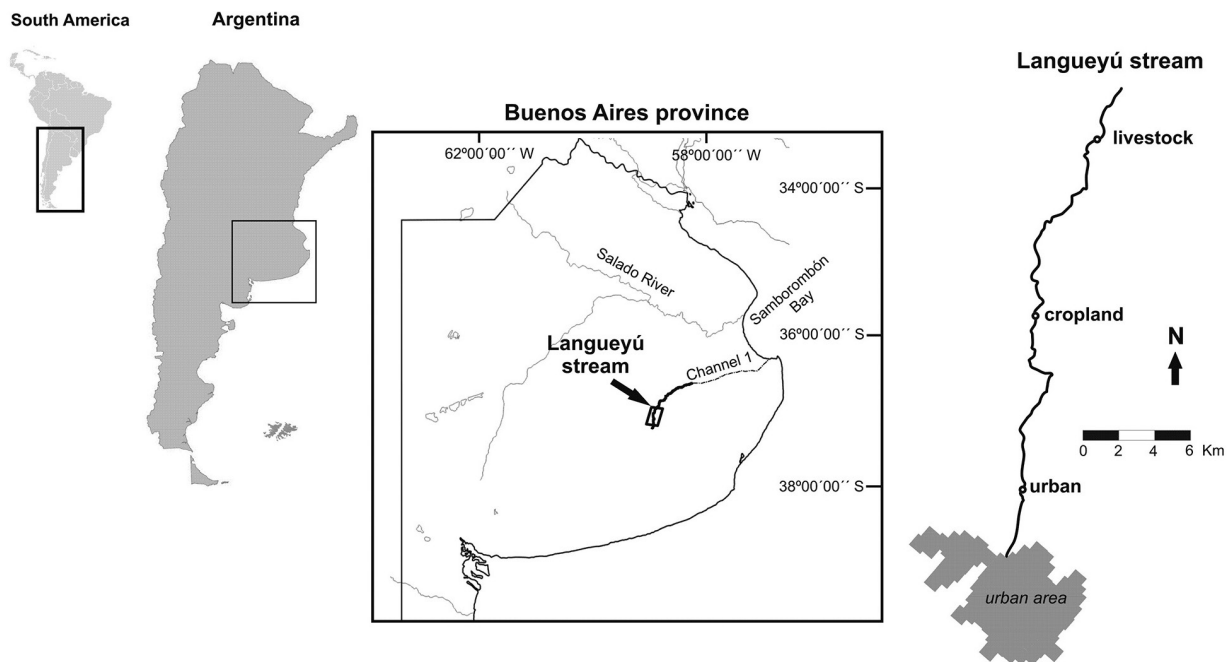 South America
Argentina
Buenos Aires province
62º00´00´´ W
58º00´00´´ W
34º00´00´´ S
Salado River
Samborombón
Bay
36º00´00´´ S
Langueyú
stream
Channel 1
38º00´00´´ S
Langueyú stream
livestock
cropland
N
0 2 4 6 Km
urban
urban area